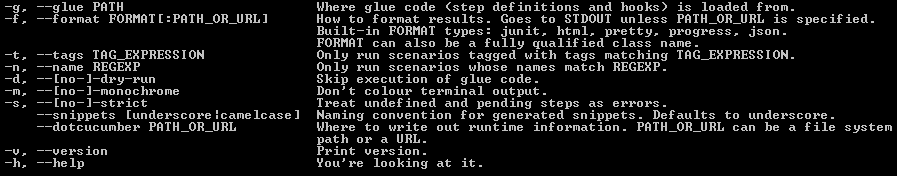 -g, --glue PATH                    Where glue code (step definitions and hooks) is loaded from.
-f, --format FORMAT[:PATH_OR_URL]  How to format results. Goes to STDOUT unless PATH_OR_URL is specified.
                                   Built-in FORMAT types: junit, html, pretty, progress, json.
                                   FORMAT can also be a fully qualified class name.
-t, --tags TAG_EXPRESSION          Only run scenarios tagged with tags matching TAG_EXPRESSION.
-n, --name REGEXP                  Only run scenarios whose names match REGEXP.
-d, --[no-]-dry-run                Skip execution of glue code.
-m, --[no-]-monochrome             Don't colour terminal output.
-s, --[no-]-strict                 Treat undefined and pending steps as errors.
    --snippets [underscore|camelcase]  Naming convention for generated snippets. Defaults to underscore.
    --dotcucumber PATH_OR_URL      Where to write out runtime information. PATH_OR_URL can be a file system
                                   path or a URL.
-v, --version                      Print version.
-h, --help                         You're looking at it.